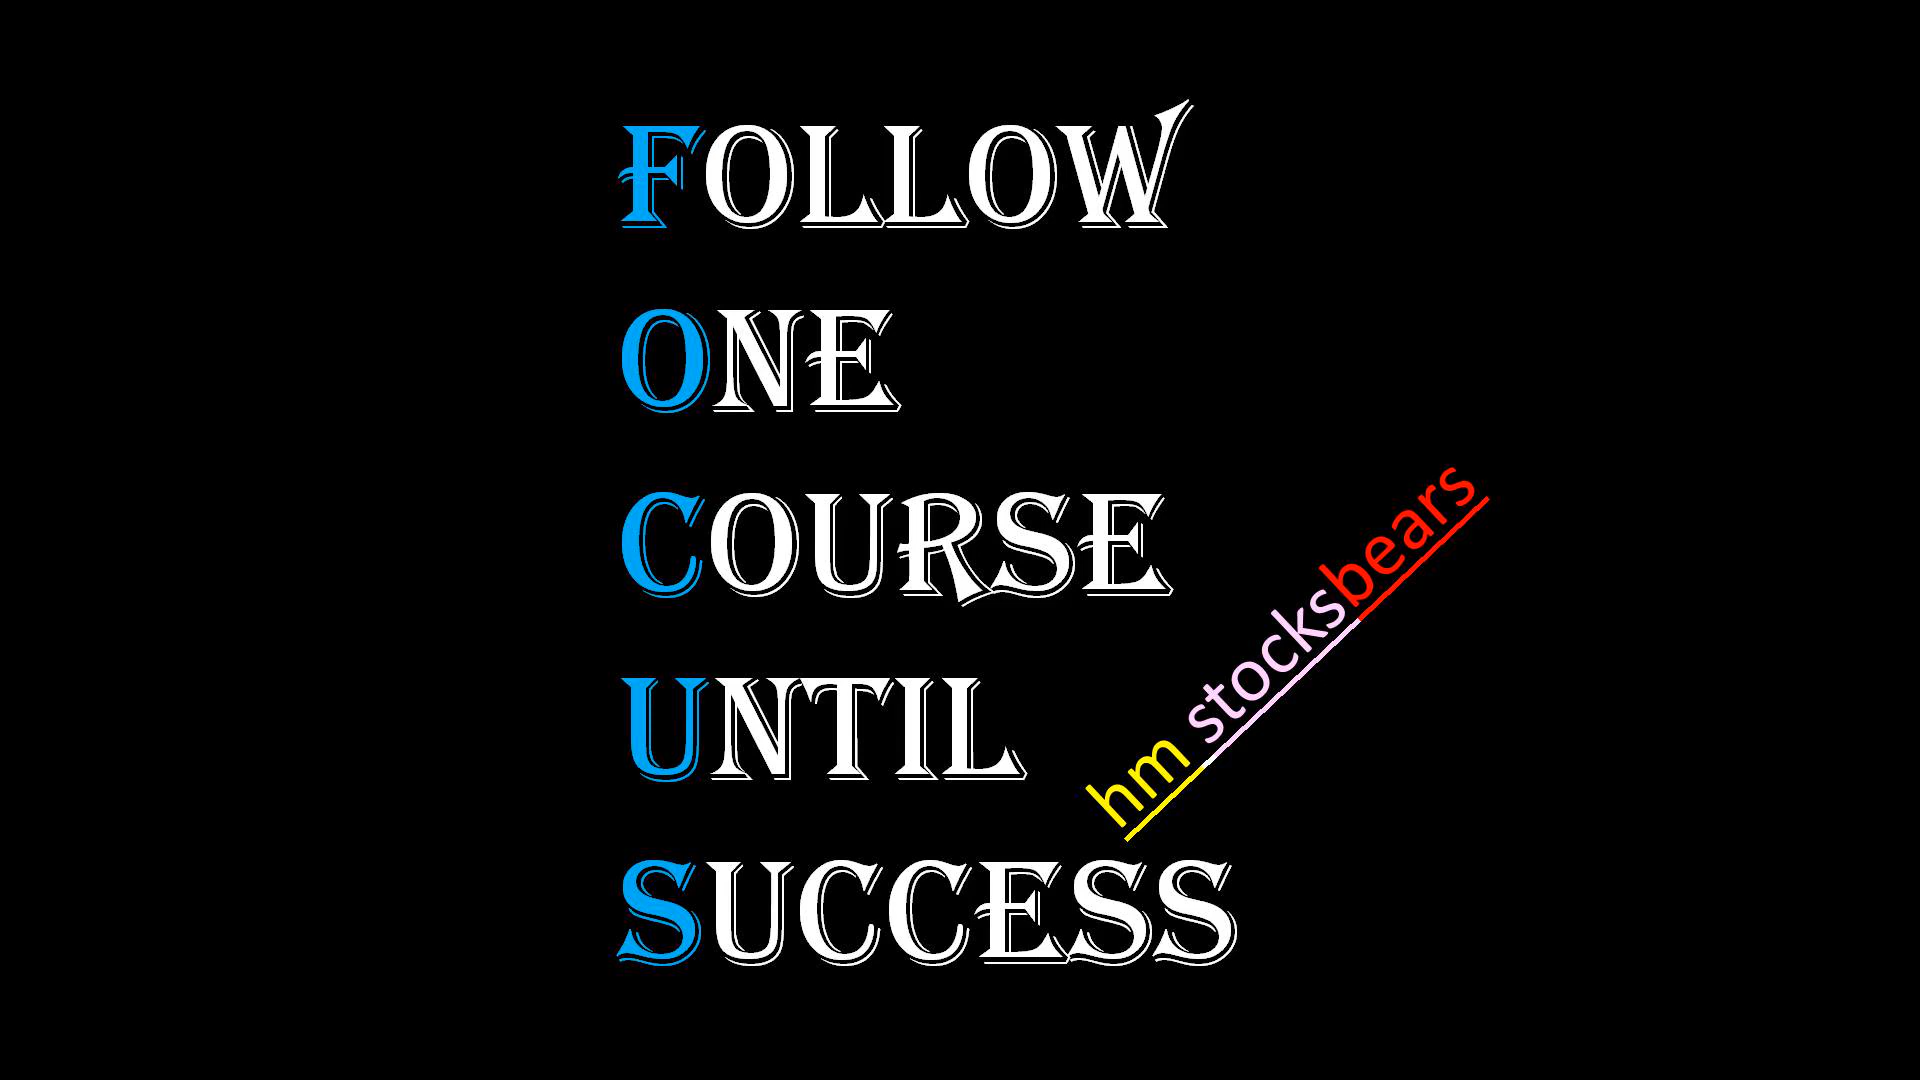 FOLLOW
ONE
COURSE
UNTIL
SUCCESS
hm stocksbears